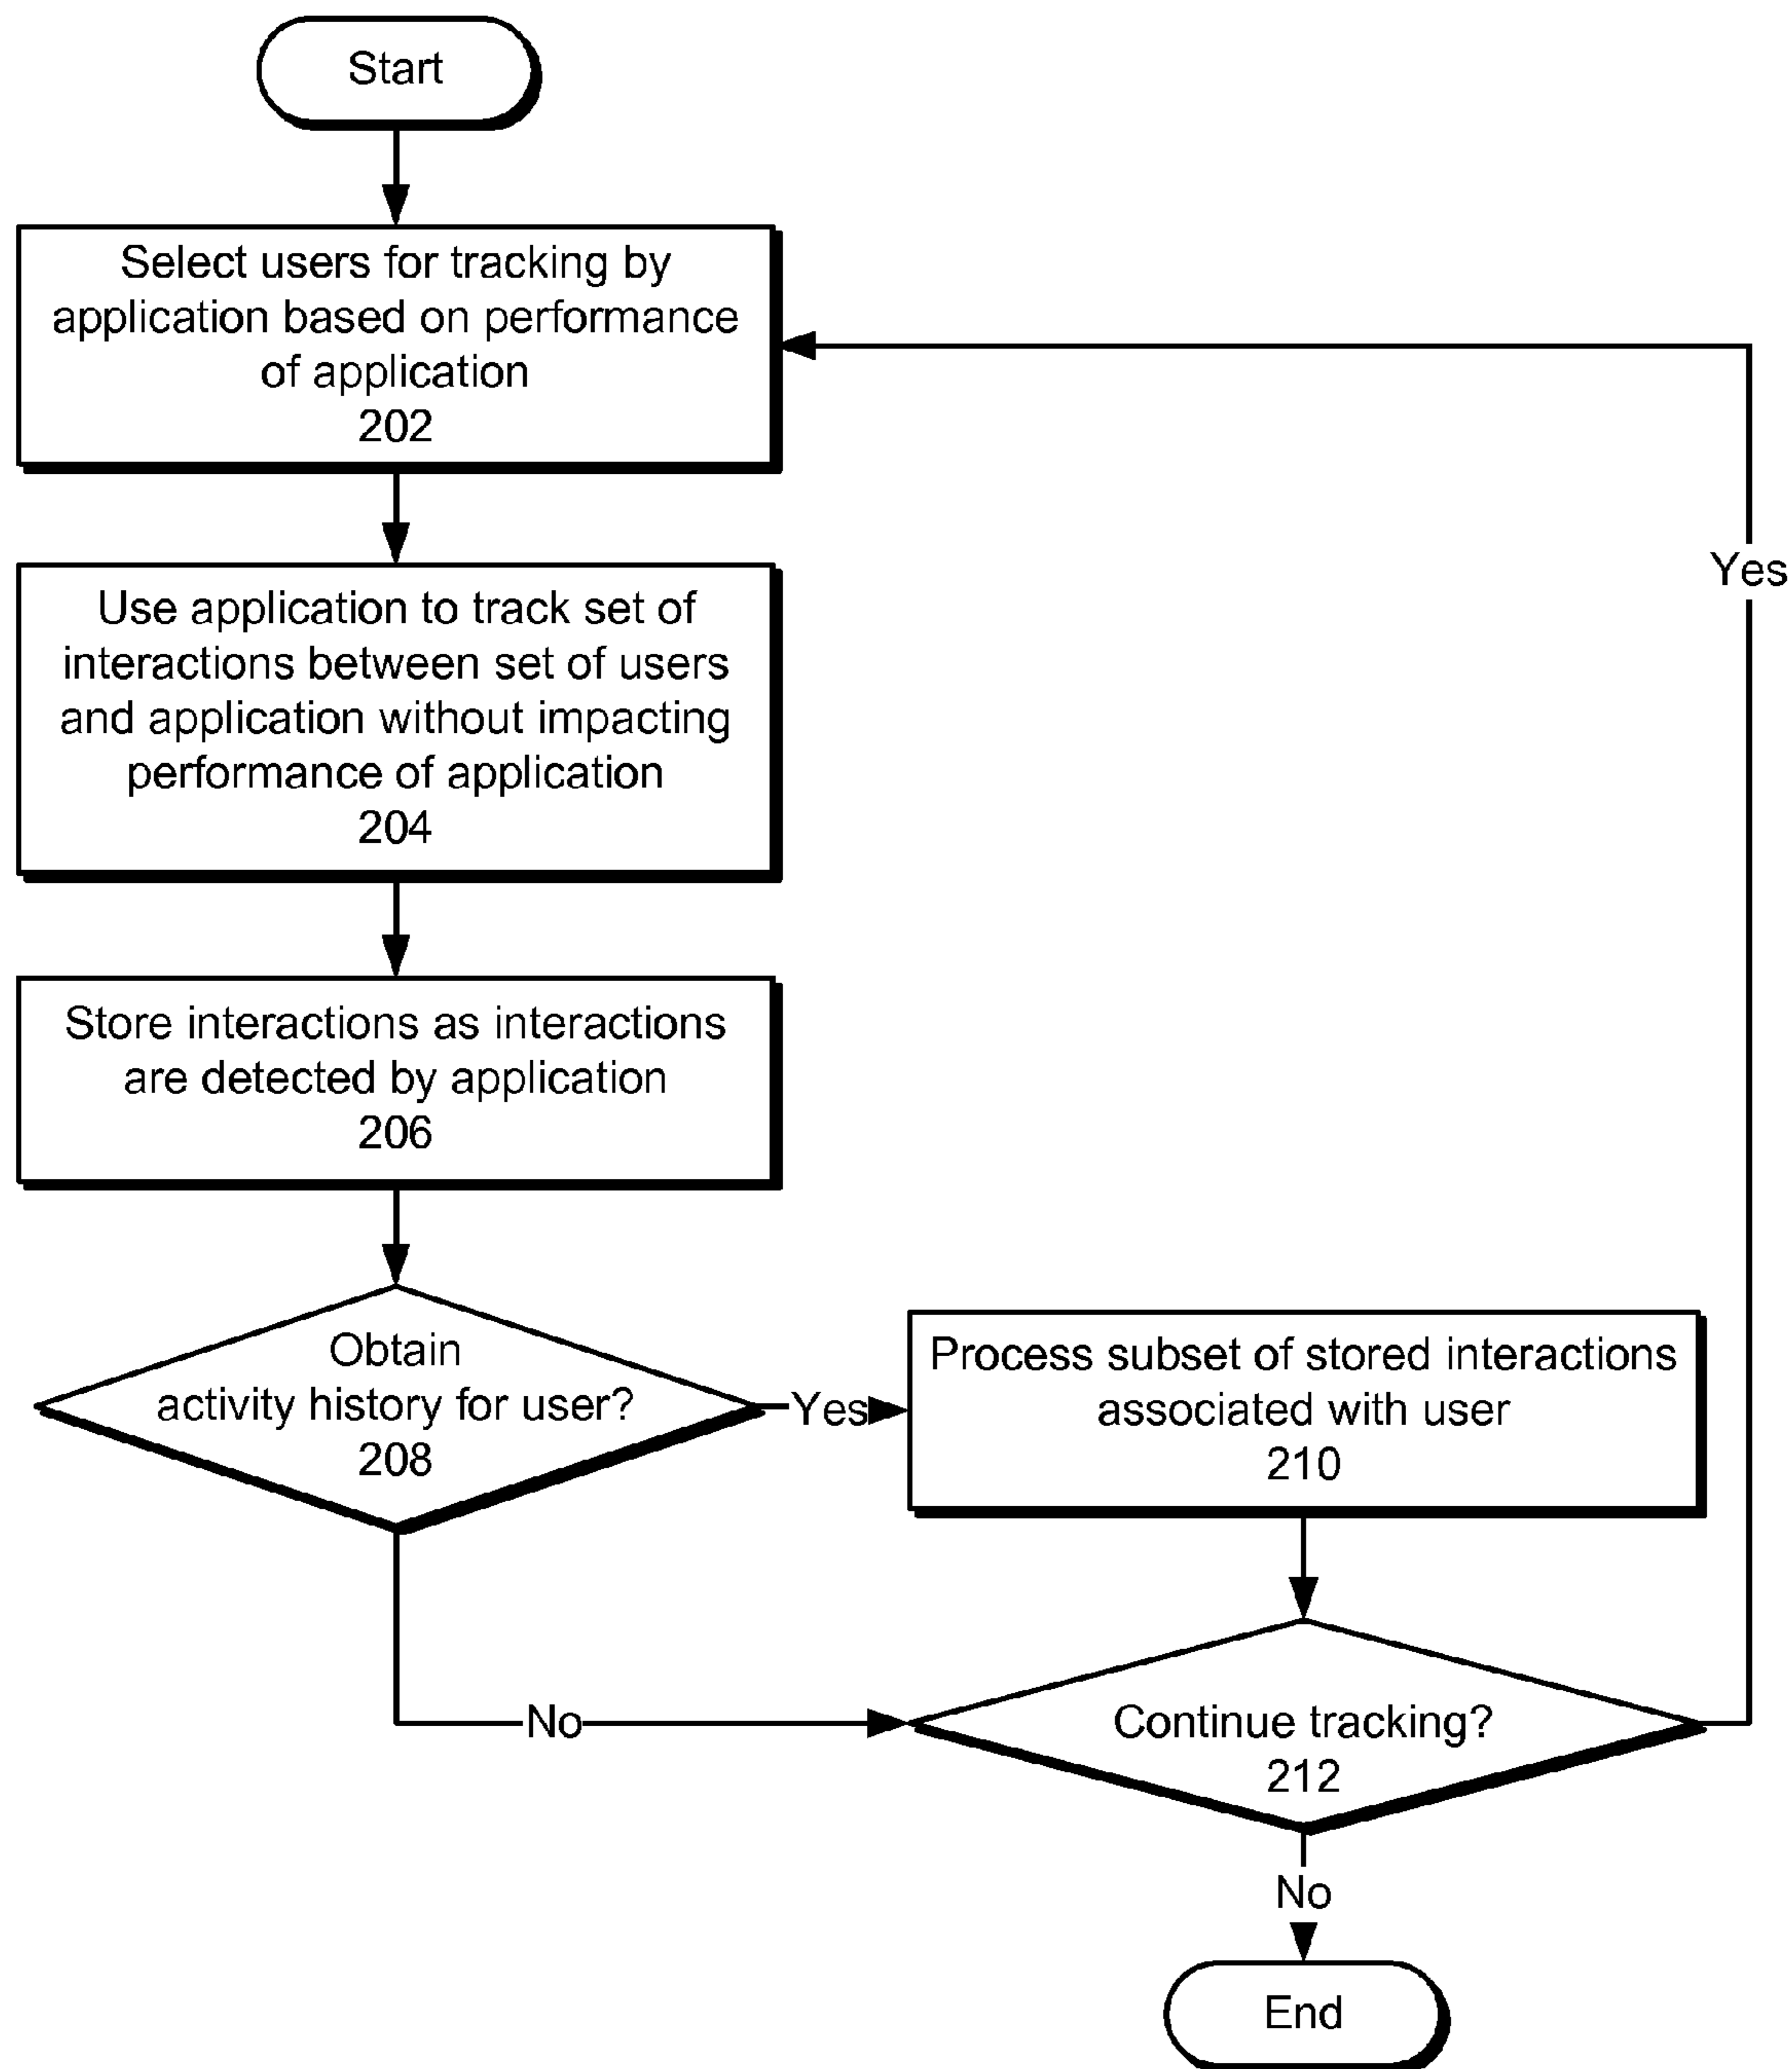 Start
Select users for tracking by
application based on performance
of application
202
Yes
Use application to track set of
interactions between set of users
and application without impacting
performance of application
204
Store interactions as interactions
are detected by application
206
Obtain
activity history for user?
208
Yes
Process subset of stored interactions
associated with user
210
No
Continue tracking?
212
No
End